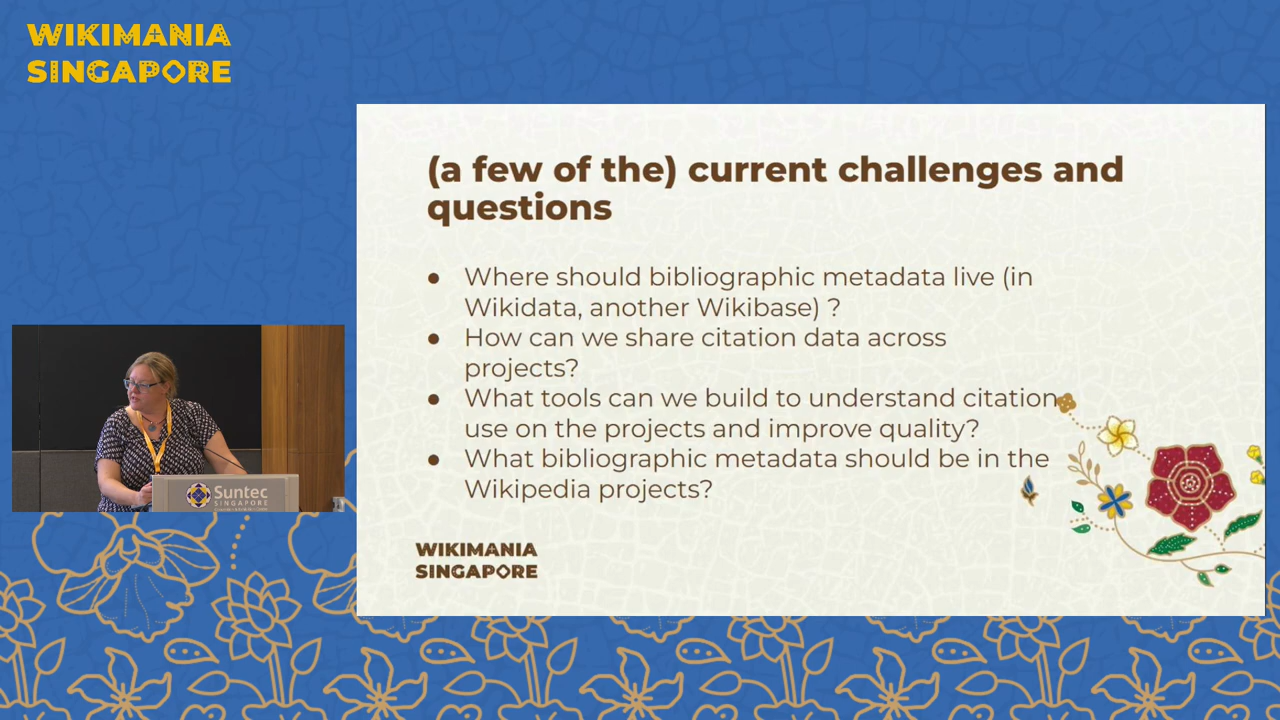 WIKIMANIA
SINGAPORE
(a few of the) current challenges and
questions
● Where should bibliographic metadata live (in
Wikidata, another Wikibase) ?
● How can we share citation data across
projects?
● What tools can we build to understand citation
use on the projects and improve quality?
● What bibliographic metadata should be in the
Wikipedia projects?
WIKIMANIA
SINGAPORE
Suntec
SINGAPORE